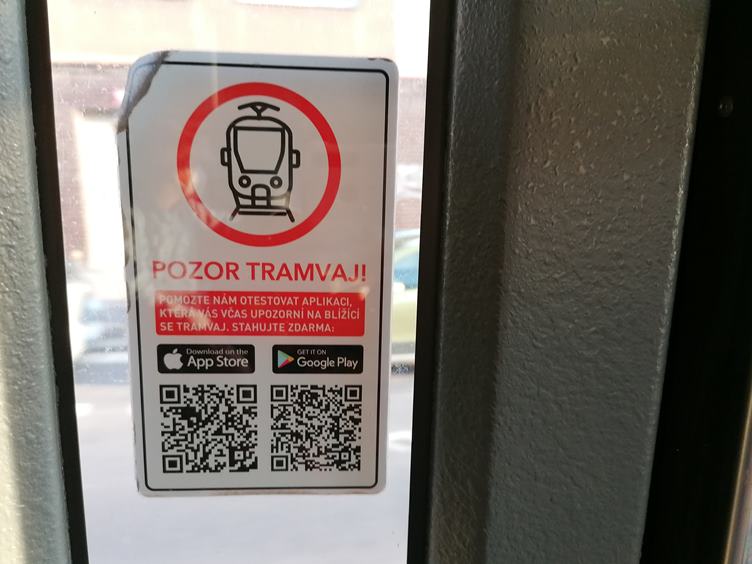 POZOR TRAMVAJ!
POMOZTE NÁM OTESTOVAT APLIKACI,
KTERÁ VÁS VČAS UPOZORNÍ NA BLÍŽÍCÍ
SE TRAMVAJ. STAHUJTE ZDARMA:
Download on the
App Store
GET IT ON
Google Play